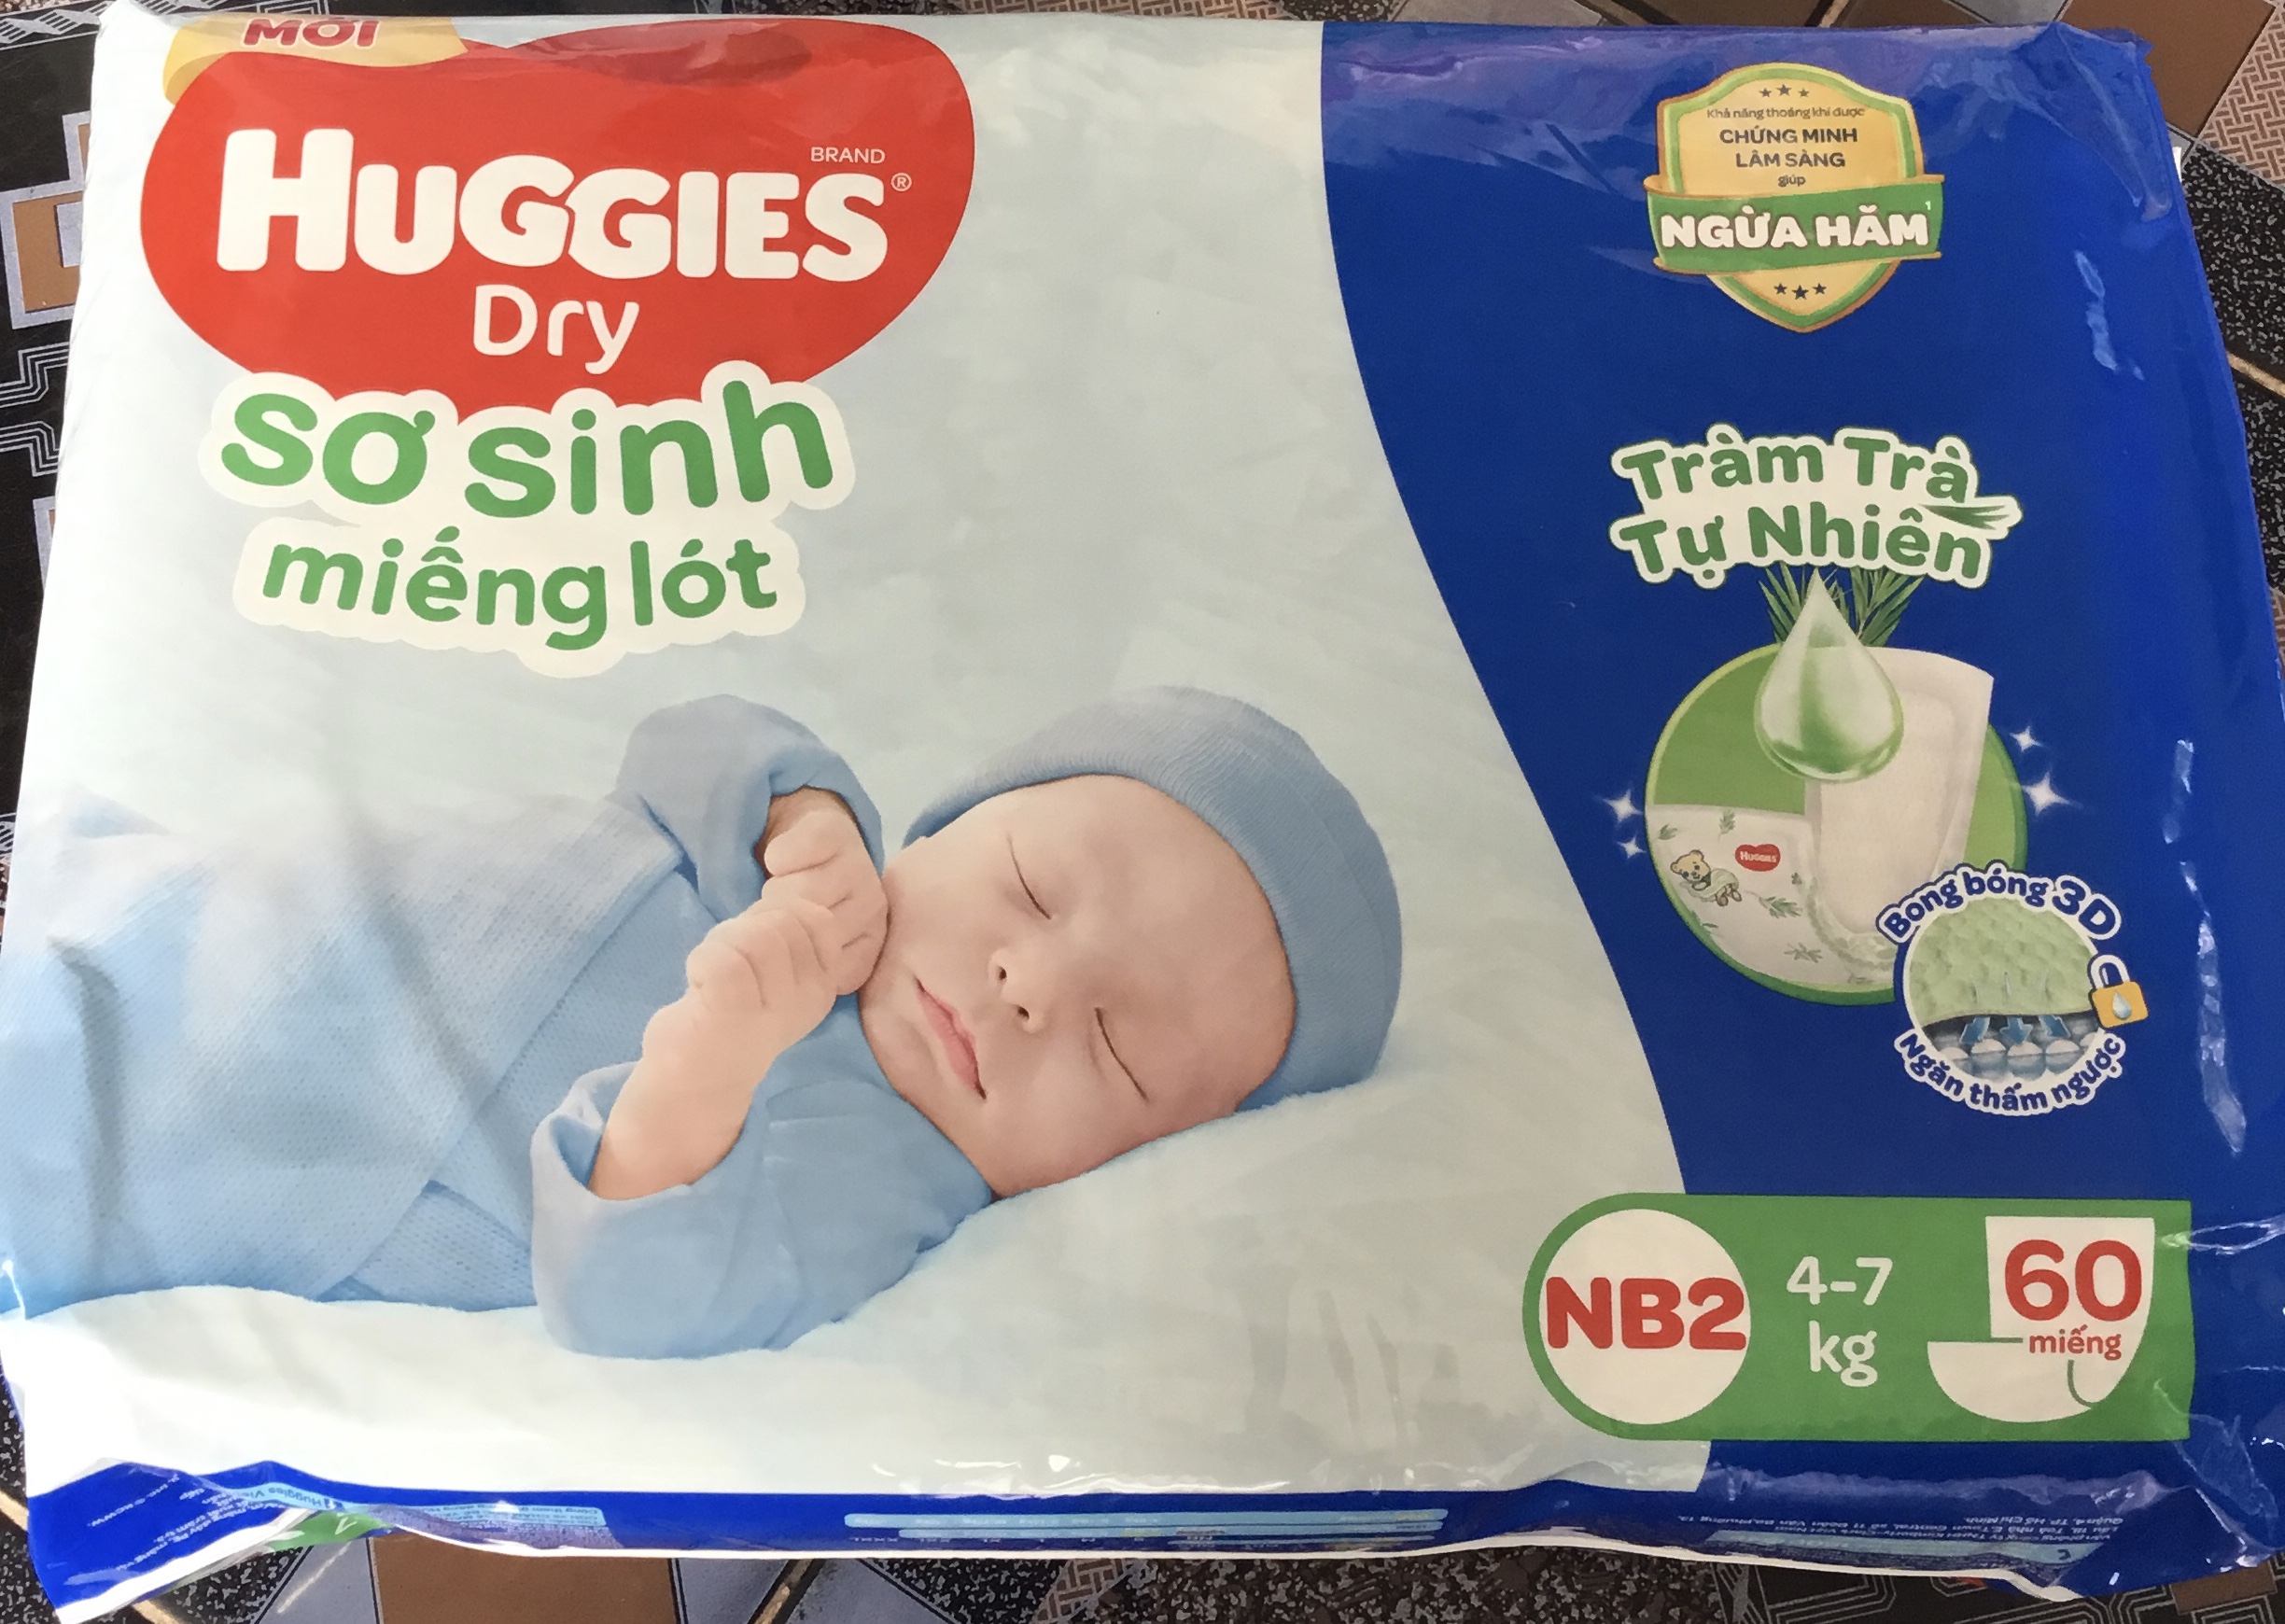 MỚI
HUGGIES
BRAND
®
Dry
sơ sinh
miếng lót
Khả năng thoáng khí được
CHỨNG MINH
LÂM SÀNG
giúp
NGỪA HĂM¹
Tràm Trà
Tự Nhiên
HUGGIES
Bong bóng 3D
Ngăn thấm ngược
NB2
4-7
kg
60
miếng